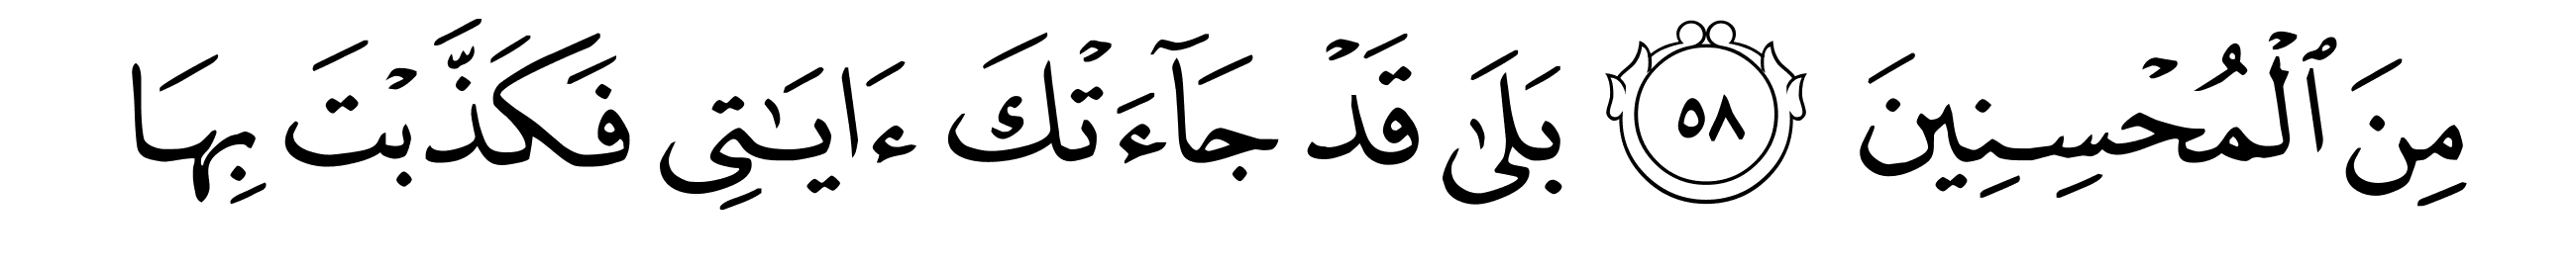 مِنَ ٱلْمُحْسِنِينَ ٥٨ بَلَىٰ قَدْ جَآءَتْكَ ءَايَـٰتِى فَكَذَّبْتَ بِهَا